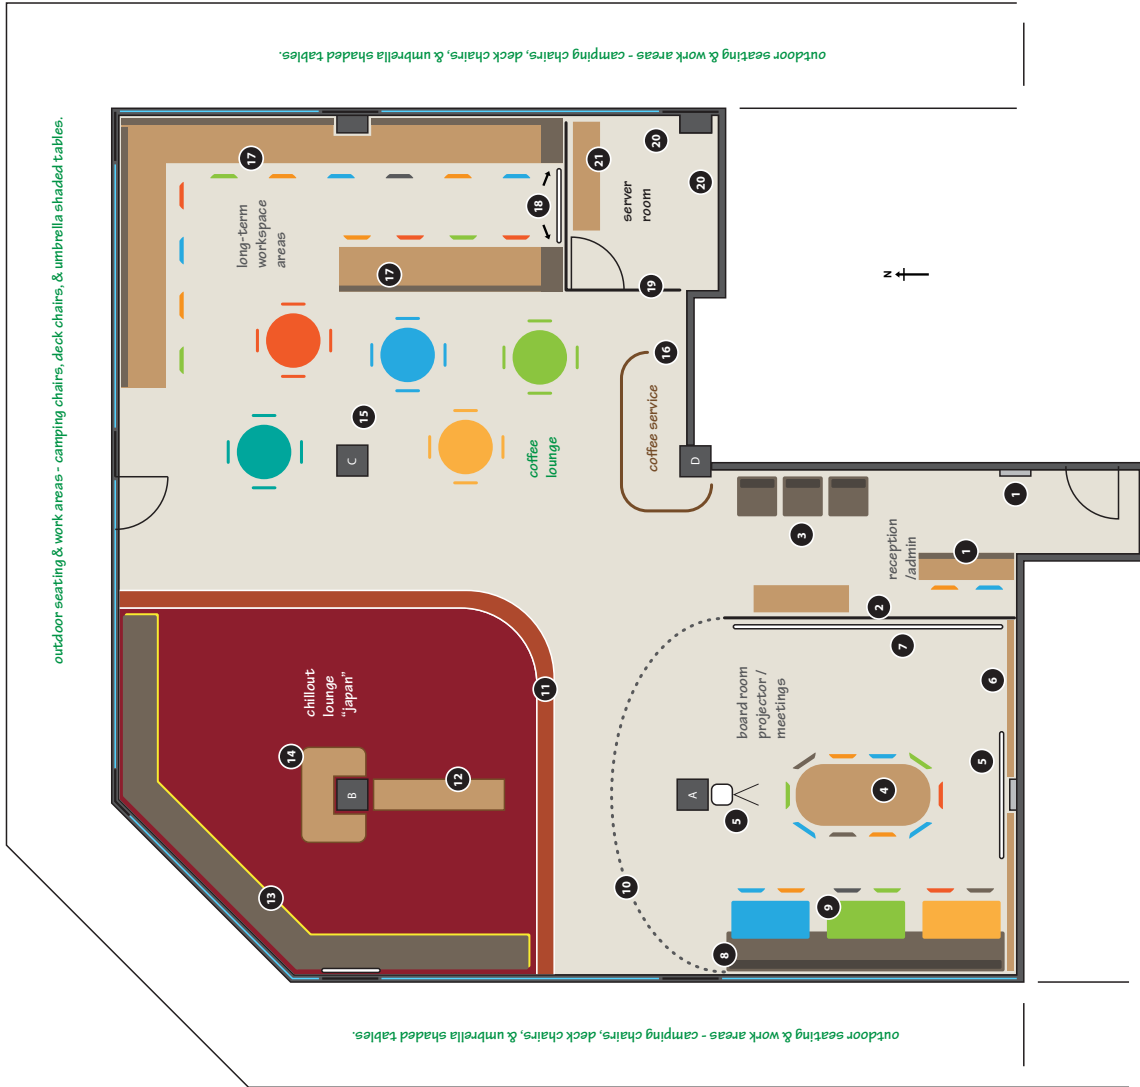 outdoor seating & work areas - camping chairs, deck chairs, & umbrella shaded tables.
outdoor seating & work areas - camping chairs, deck chairs, & umbrella shaded tables.
17
long-term
workspace
areas
17
18
21
20
20
server
room
19
N
16
15
C
coffee
lounge
coffee service
D
3
1
reception
/admin
1
2
7
chillout
lounge
"japan"
11
14
B
12
13
board room
projector /
meetings
6
5
A
5
4
10
9
8
outdoor seating & work areas - camping chairs, deck chairs, & umbrella shaded tables.